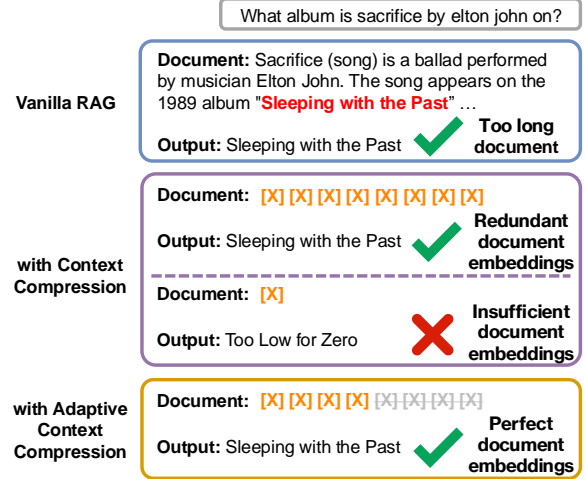 What album is sacrifice by elton john on?
Vanilla RAG
Document: Sacrifice (song) is a ballad performed
by musician Elton John. The song appears on the
1989 album "Sleeping with the Past” ...
Output: Sleeping with the Past
Too long
document
with Context
Compression
Document: [X] [X] [X] [X] [X] [X] [X] [X]
Output: Sleeping with the Past
Redundant
document
embeddings
Document: [X]
Output: Too Low for Zero
Insufficient
document
embeddings
with Adaptive
Context
Compression
Document: [X] [X] [X] [X] [X] [X] [X] [X]
Output: Sleeping with the Past
Perfect
document
embeddings